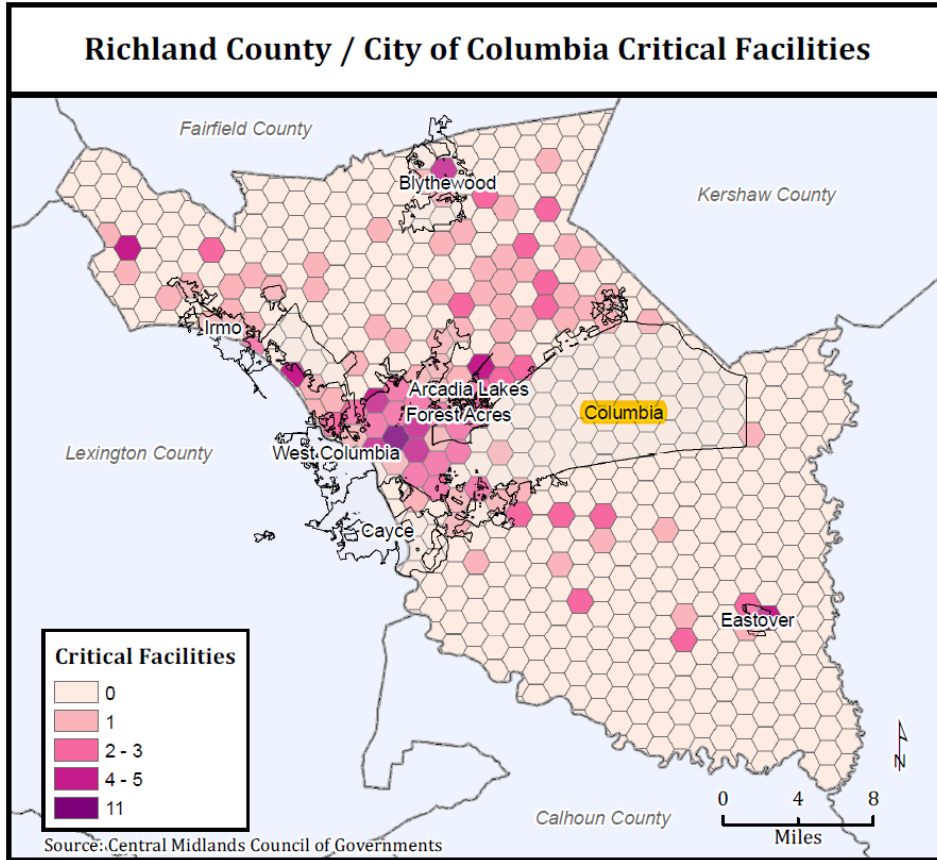 Richland County / City of Columbia Critical Facilities
Fairfield County
Blythewood
Kershaw County
Irmo
Arcadia Lakes
Forest Acres
Columbia
West Columbia
Lexington County
Cayce
Eastover
Critical Facilities
0
1
2 - 3
4 - 5
11
N
0 4 8
Miles
Calhoun County
Source: Central Midlands Council of Governments